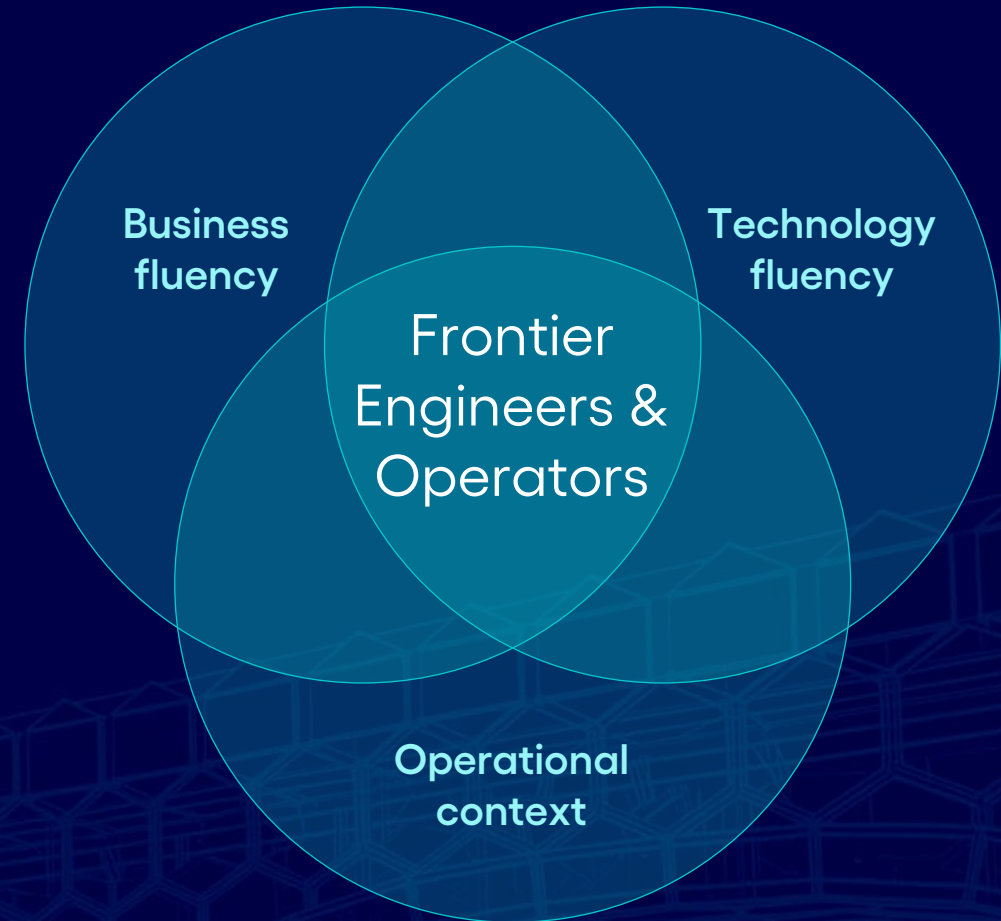 Business
fluency
Technology
fluency
Frontier
Engineers &
Operators
Operational
context